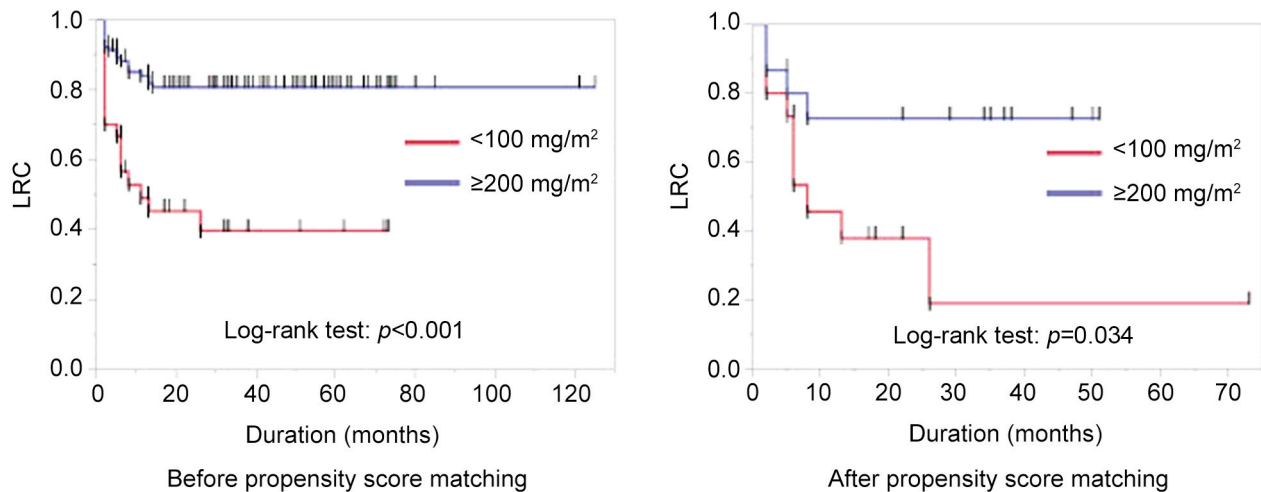 1.0
0.8
0.6
0.4
0.2
0.0
LRC
<100 mg/m²
≥200 mg/m²
Log-rank test: p<0.001
0 20 40 60 80 100 120
Duration (months)
Before propensity score matching
1.0
0.8
0.6
0.4
0.2
0.0
LRC
<100 mg/m²
≥200 mg/m²
Log-rank test: p=0.034
0 10 20 30 40 50 60 70
Duration (months)
After propensity score matching